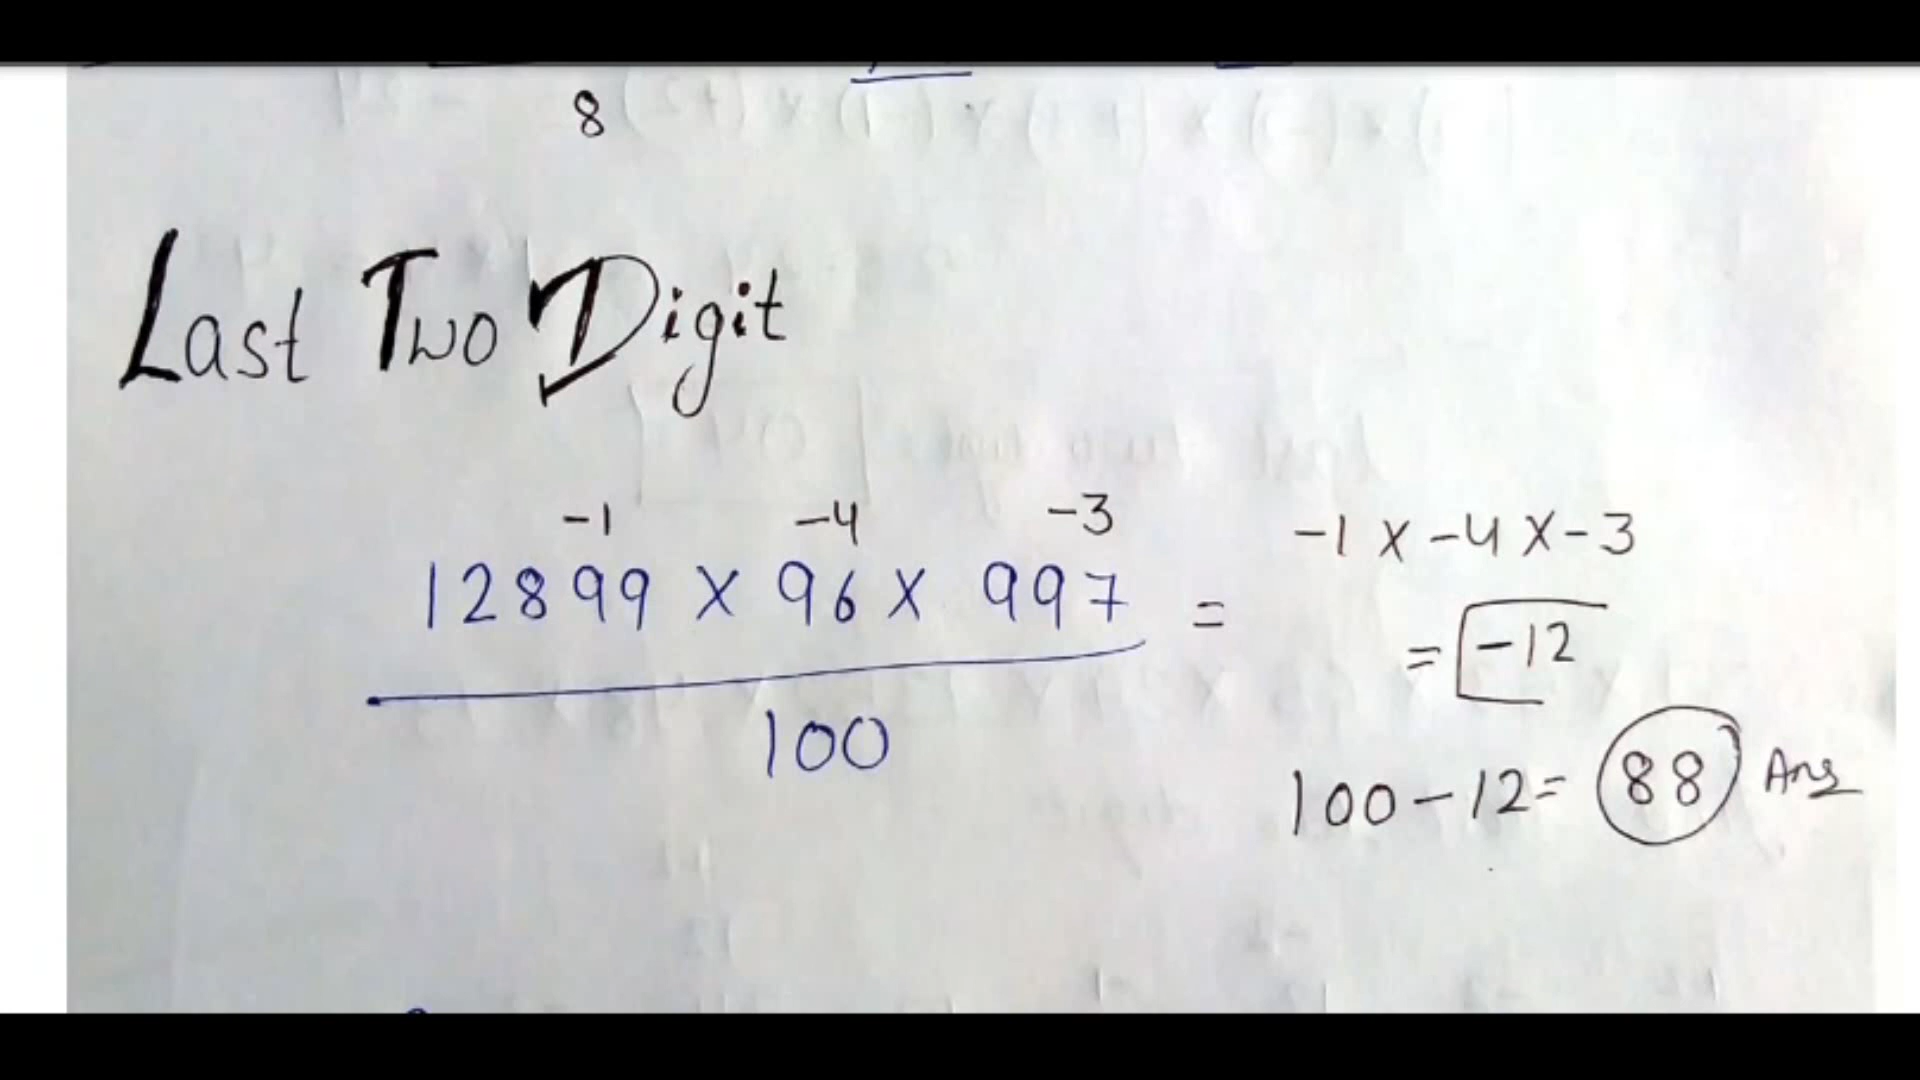 8
Last Two Digit
-1 -4 -3
12899 x 96 x 997 = -1 x -4 x -3
100
= -12
100 - 12 = 88 Ans